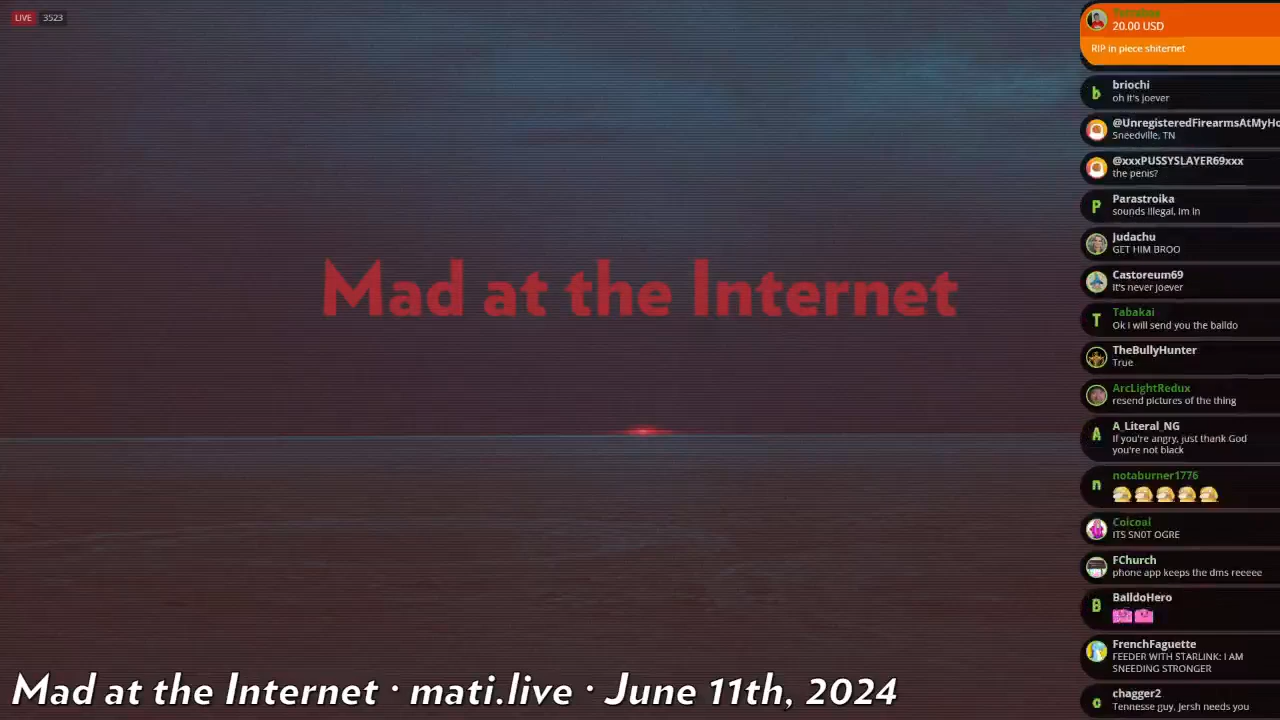 LIVE 3523
20.00 USD
RIP in piece shiternet
briochi
oh it's joever
@UnregisteredFirearmsAtMyHo
Sneedville, TN
@xxxPUSSYSLAYER69xxx
the penis?
Parastroika
sounds illegal, im in
Judachu
GET HIM BROO
Castoreum69
It's never joever
Tabakai
Ok I will send you the balldo
TheBullyHunter
True
ArcLightRedux
resend pictures of the thing
A_Literal_NG
If you're angry, just thank God
you're not black
notaburner1776
Coicoal
ITS SN0T OGRE
FChurch
phone app keeps the dms reeeee
BalldoHero
FrenchFaguette
FEEDER WITH STARLINK: I AM
SNEEDING STRONGER
chagger2
Tennesse guy, Jersh needs you
Mad at the Internet
Mad at the Internet · mati.live · June 11th, 2024